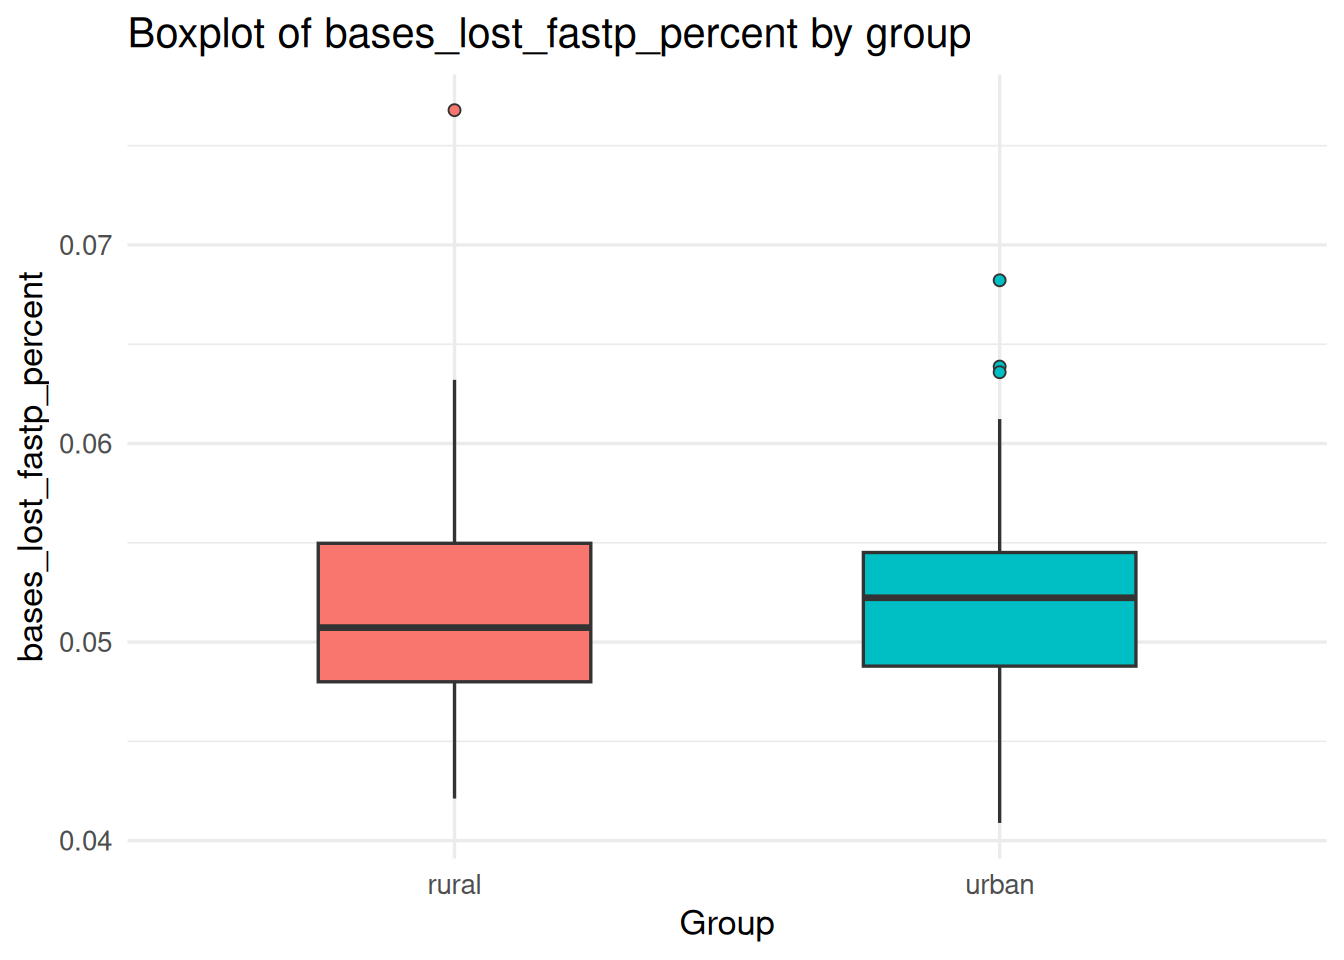 Boxplot of bases_lost_fastp_percent by group
bases_lost_fastp_percent
0.07
0.06
0.05
0.04
rural
urban
Group